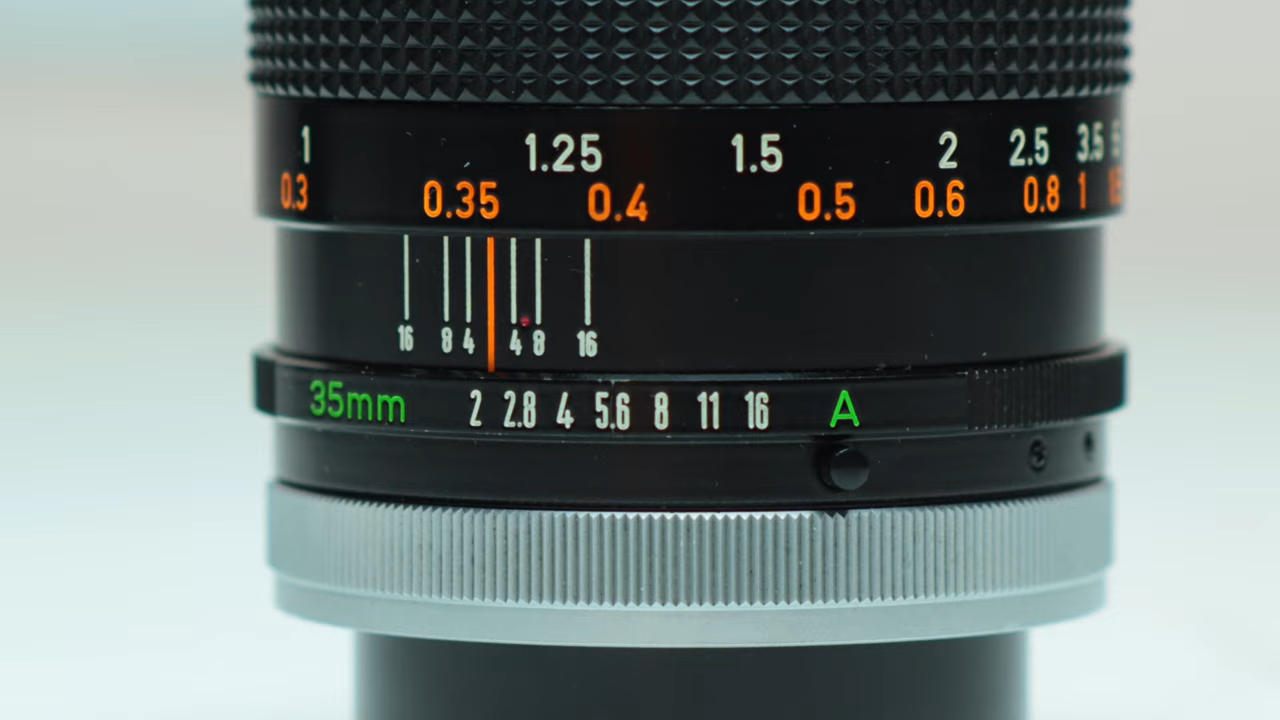 1 1.25 1.5 2 2.5 3.5
0.3 0.35 0.4 0.5 0.6 0.8 1
16 8 4 4 8 16
35mm 2 2.8 4 5.6 8 11 16 A